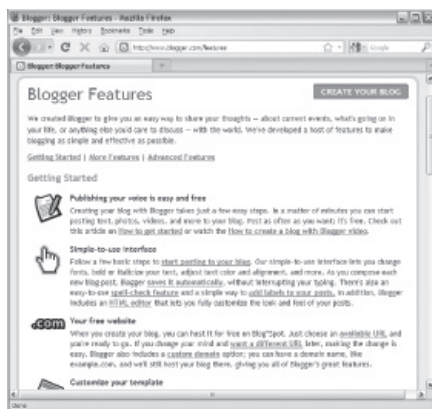 Blogger: Blogger Features - Mozilla Firefox
File Edit View History Bookmarks Tools Help
http://www.blogger.com/features
Google
Blogger: Blogger Features
Blogger Features
CREATE YOUR BLOG
We created Blogger to give you an easy way to share your thoughts — about current events, what's going on in
your life, or anything else you'd care to discuss — with the world. We've developed a host of features to make
blogging as simple and effective as possible.
Getting Started | More Features | Advanced Features
Getting Started
Publishing your voice is easy and free
Creating your blog with Blogger takes just a few easy steps. In a matter of minutes you can start
posting text, photos, videos, and more to your blog. Post as often as you want; it's free. Check out
this article on How to get started or watch the How to create a blog with Blogger video.
Simple-to-use interface
Follow a few basic steps to start posting to your blog. Our simple-to-use interface lets you change
fonts, bold or italicize your text, adjust text color and alignment, and more. As you compose each
new blog post, Blogger saves it automatically, without interrupting your typing. There's also an
easy-to-use spell-check feature and a simple way to add labels to your posts. In addition, Blogger
includes an HTML editor that lets you fully customize the look and feel of your posts.
.com
Your free website
When you create your blog, you can host it for free on Blog*Spot. Just choose an available URL and
you're ready to go. If you change your mind and want a different URL later, making the change is
easy. Blogger also includes a custom domain option; you can have a domain name, like
example.com, and we'll still host your blog there, giving you all of Blogger's great features.
Customize your template
Done